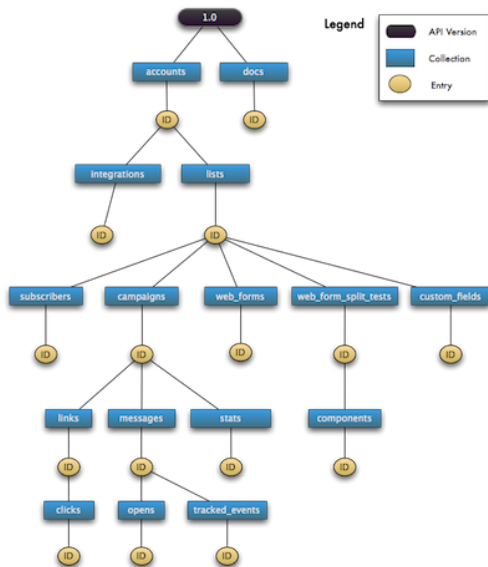 1.0
Legend
API Version
Collection
Entry
accounts
docs
ID
ID
integrations
lists
ID
ID
subscribers
campaigns
web_forms
web_form_split_tests
custom_fields
ID
ID
ID
ID
ID
links
messages
stats
components
ID
ID
ID
ID
clicks
opens
tracked_events
ID
ID
ID